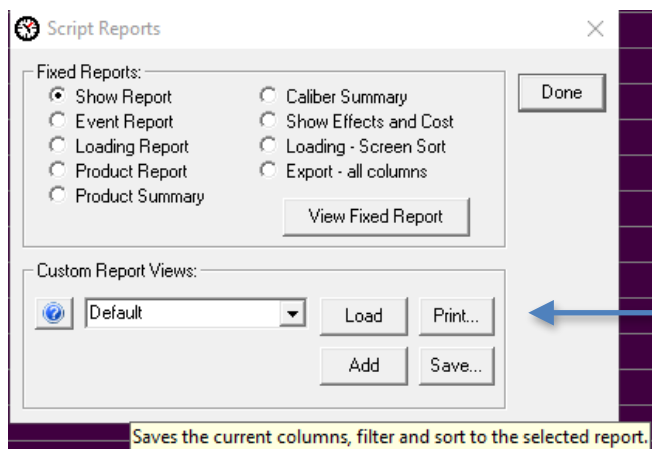 Script Reports
Fixed Reports:
Show Report
Caliber Summary
Done
Event Report
Show Effects and Cost
Loading Report
Loading - Screen Sort
Product Report
Export - all columns
Product Summary
View Fixed Report
Custom Report Views:
Default
Load
Print...
Add
Save...
Saves the current columns, filter and sort to the selected report.